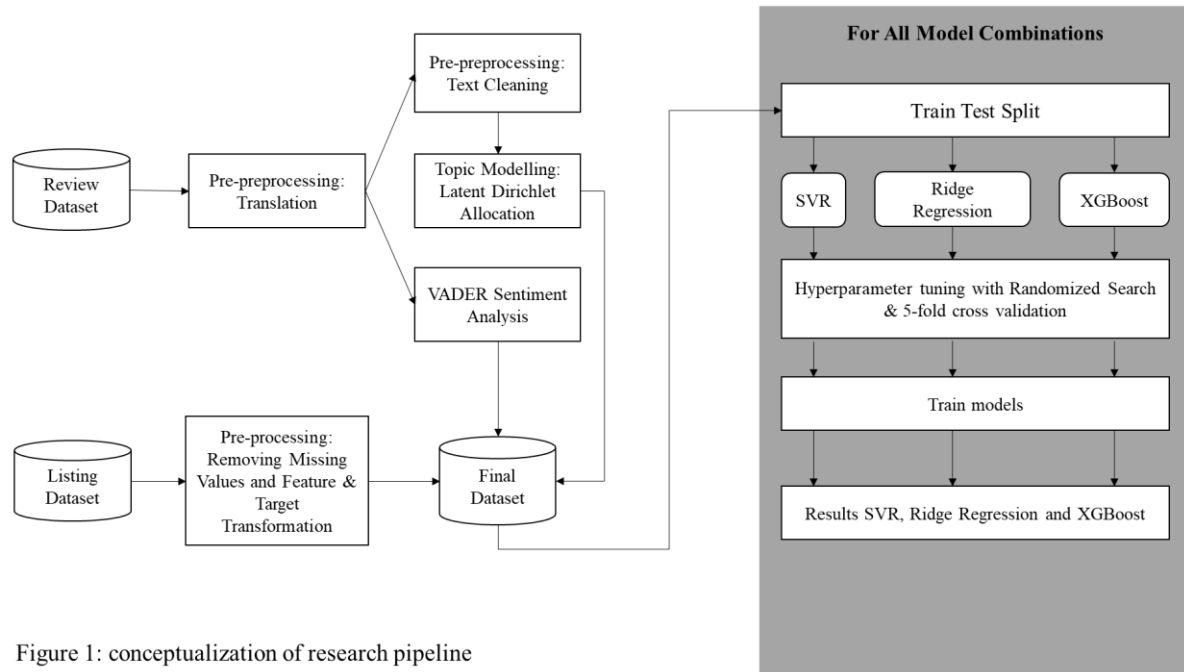 For All Model Combinations
Pre-preprocessing:
Text Cleaning
Train Test Split
Review
Dataset
Pre-preprocessing:
Translation
Topic Modelling:
Latent Dirichlet
Allocation
SVR
Ridge
Regression
XGBoost
VADER Sentiment
Analysis
Hyperparameter tuning with Randomized Search
& 5-fold cross validation
Train models
Listing
Dataset
Pre-processing:
Removing Missing
Values and Feature &
Target
Transformation
Final
Dataset
Results SVR, Ridge Regression and XGBoost
Figure 1: conceptualization of research pipeline